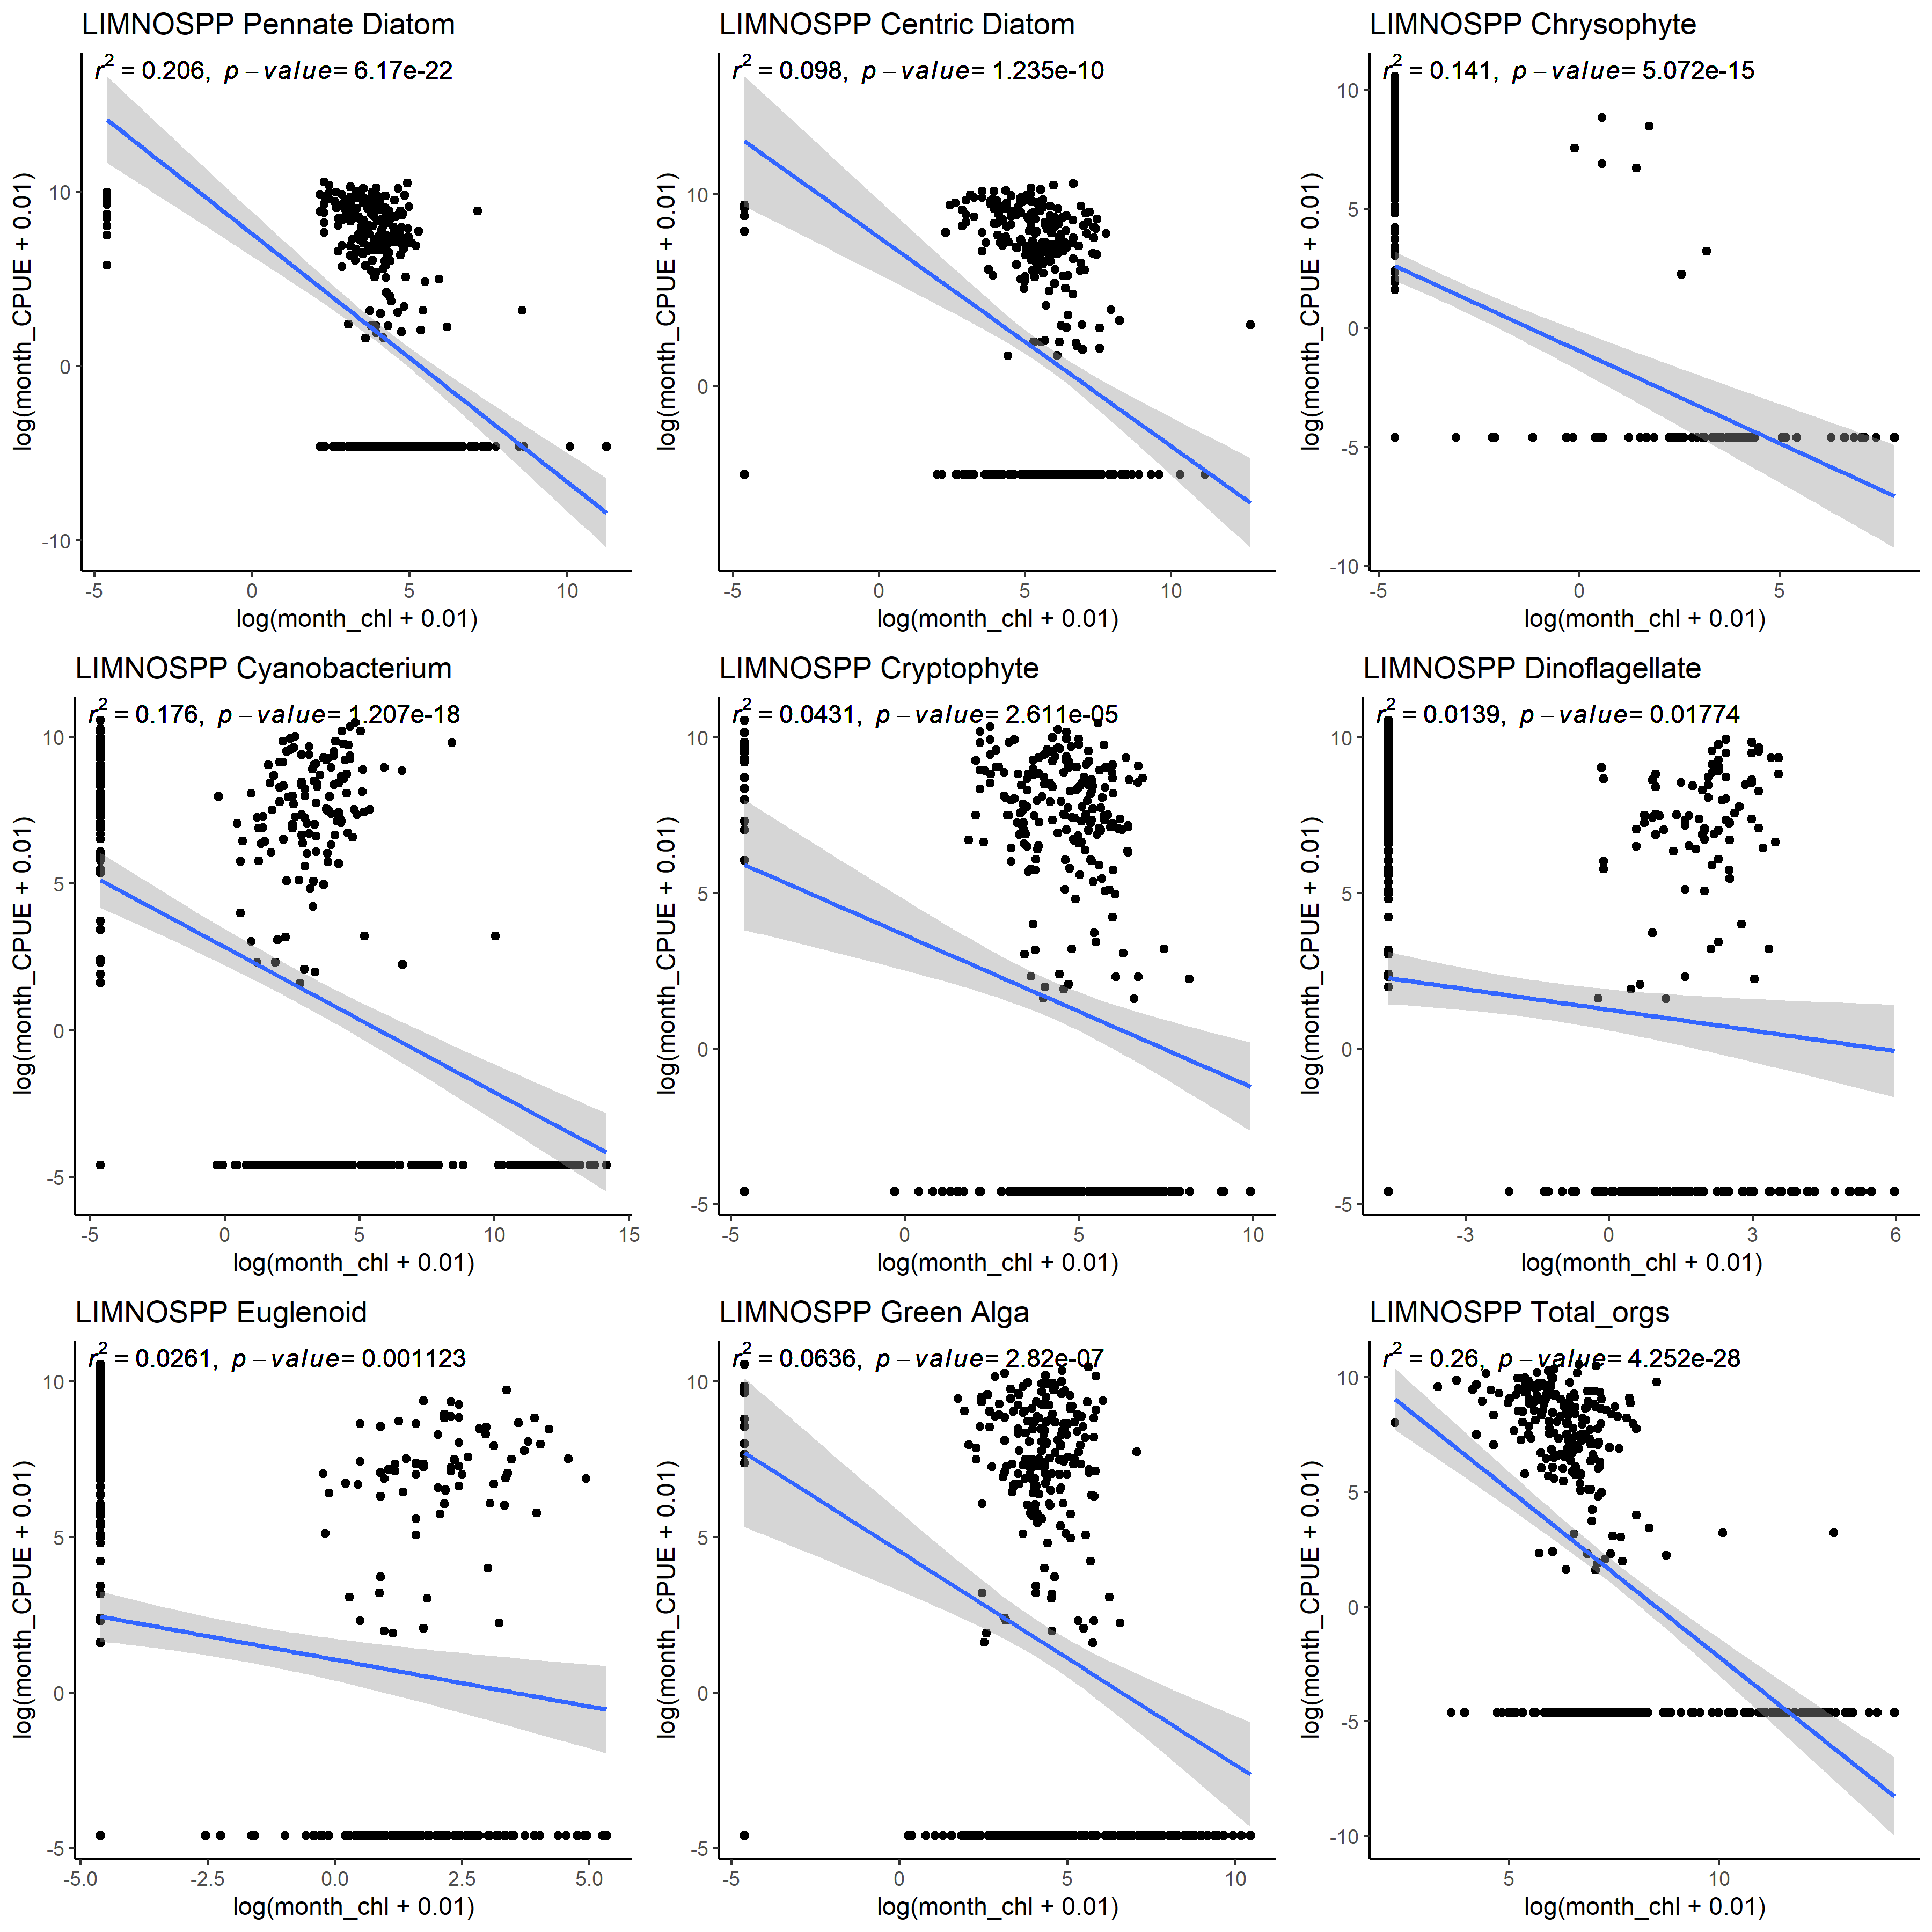 LIMNOSPP Pennate Diatom
r² = 0.206, p−value= 6.17e-22
log(month_CPUE + 0.01)
10
0
-10
-5 0 5 10
log(month_chl + 0.01)
LIMNOSPP Centric Diatom
r² = 0.098, p−value= 1.235e-10
log(month_CPUE + 0.01)
10
0
-5 0 5 10
log(month_chl + 0.01)
LIMNOSPP Chrysophyte
r² = 0.141, p−value= 5.072e-15
log(month_CPUE + 0.01)
10
5
0
-5
-10
-5 0 5
log(month_chl + 0.01)
LIMNOSPP Cyanobacterium
r² = 0.176, p−value= 1.207e-18
log(month_CPUE + 0.01)
10
5
0
-5
-5 0 5 10 15
log(month_chl + 0.01)
LIMNOSPP Cryptophyte
r² = 0.0431, p−value= 2.611e-05
log(month_CPUE + 0.01)
10
5
0
-5
-5 0 5 10
log(month_chl + 0.01)
LIMNOSPP Dinoflagellate
r² = 0.0139, p−value= 0.01774
log(month_CPUE + 0.01)
10
5
0
-5
-3 0 3 6
log(month_chl + 0.01)
LIMNOSPP Euglenoid
r² = 0.0261, p−value= 0.001123
log(month_CPUE + 0.01)
10
5
0
-5
-5.0 -2.5 0.0 2.5 5.0
log(month_chl + 0.01)
LIMNOSPP Green Alga
r² = 0.0636, p−value= 2.82e-07
log(month_CPUE + 0.01)
10
5
0
-5
-5 0 5 10
log(month_chl + 0.01)
LIMNOSPP Total_orgs
r² = 0.26, p−value= 4.252e-28
log(month_CPUE + 0.01)
10
5
0
-5
-10
5 10
log(month_chl + 0.01)